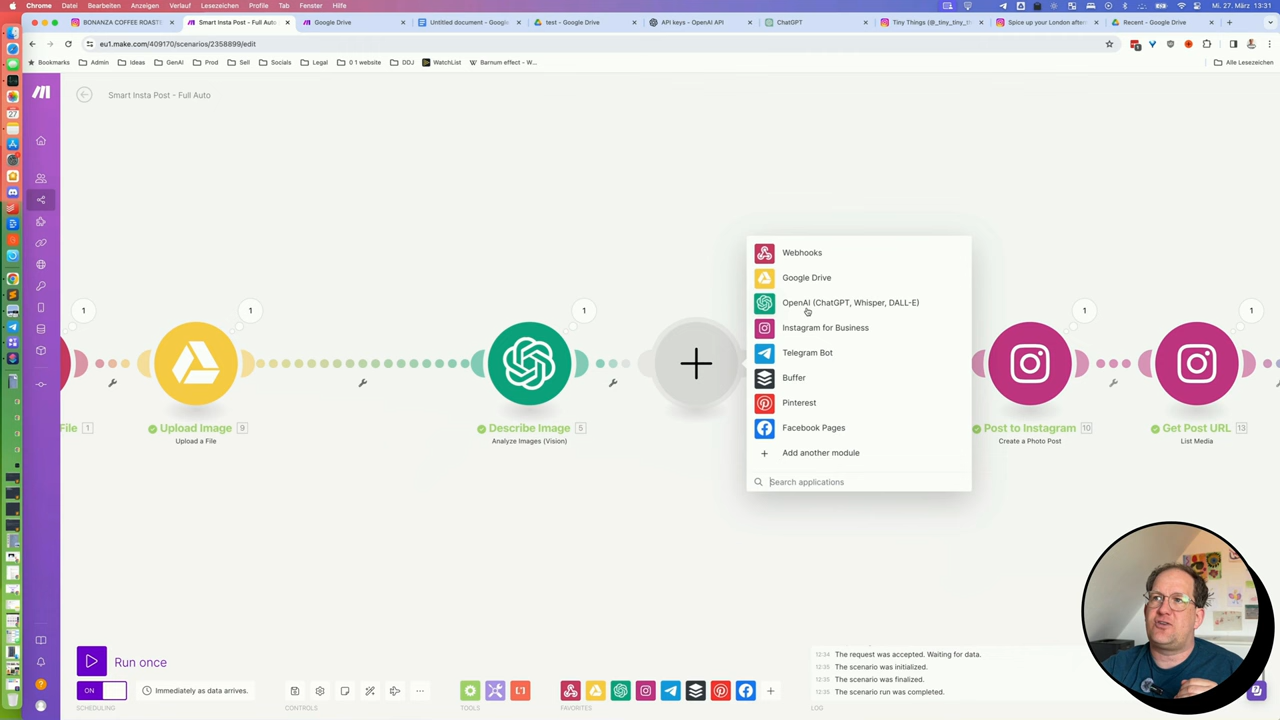 Chrome Ablage Bearbeiten Anzeigen Verlauf Lesezeichen Profile Tab Fenster Hilfe
Mi. 27. März 13:31
BONANZA COFFEE ROASTE
Smart Insta Post - Full Auto
Google Drive
Untitled document - Google
test - Google Drive
API keys - OpenAI API
ChatGPT
Tiny Things (@_tiny_tiny_th
Spice up your London after
Recent - Google Drive
eu1.make.com/409170/scenarios/2358899/edit
Bookmarks
Admin
Ideas
GenAI
Prod
Sell
Socials
Legal
0 1 website
DDJ
WatchList
Barnum effect - W...
Alle Lesezeichen
Smart Insta Post - Full Auto
Webhooks
Google Drive
OpenAI (ChatGPT, Whisper, DALL-E)
Instagram for Business
Telegram Bot
Buffer
Pinterest
Facebook Pages
Add another module
Search applications
1
1
1
1
1
File 1
Upload Image 9
Upload a File
Describe Image 5
Analyze Images (Vision)
Post to Instagram 10
Create a Photo Post
Get Post URL 13
List Media
Run once
ON
Immediately as data arrives.
SCHEDULING
CONTROLS
TOOLS
FAVORITES
12:34 The request was accepted. Waiting for data.
12:35 The scenario was initialized.
12:35 The scenario was finalized.
12:35 The scenario run was completed.
LOG